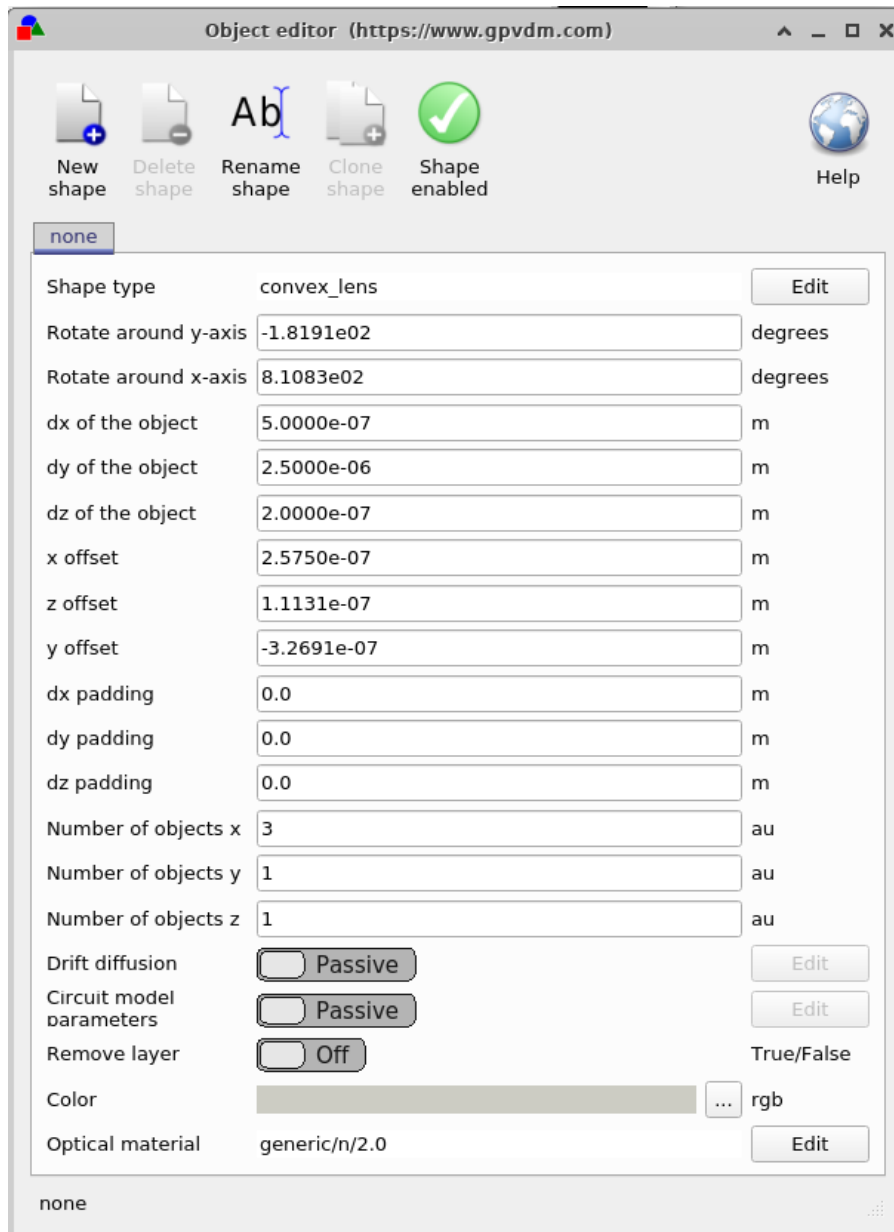 Object editor (https://www.gpvdm.com)
Ab
New shape
Delete shape
Rename shape
Clone shape
Shape enabled
Help
none
Shape type convex_lens Edit
Rotate around y-axis -1.8191e02 degrees
Rotate around x-axis 8.1083e02 degrees
dx of the object 5.0000e-07 m
dy of the object 2.5000e-06 m
dz of the object 2.0000e-07 m
x offset 2.5750e-07 m
z offset 1.1131e-07 m
y offset -3.2691e-07 m
dx padding 0.0 m
dy padding 0.0 m
dz padding 0.0 m
Number of objects x 3 au
Number of objects y 1 au
Number of objects z 1 au
Drift diffusion Passive Edit
Circuit model parameters Passive Edit
Remove layer Off True/False
Color ... rgb
Optical material generic/n/2.0 Edit
none